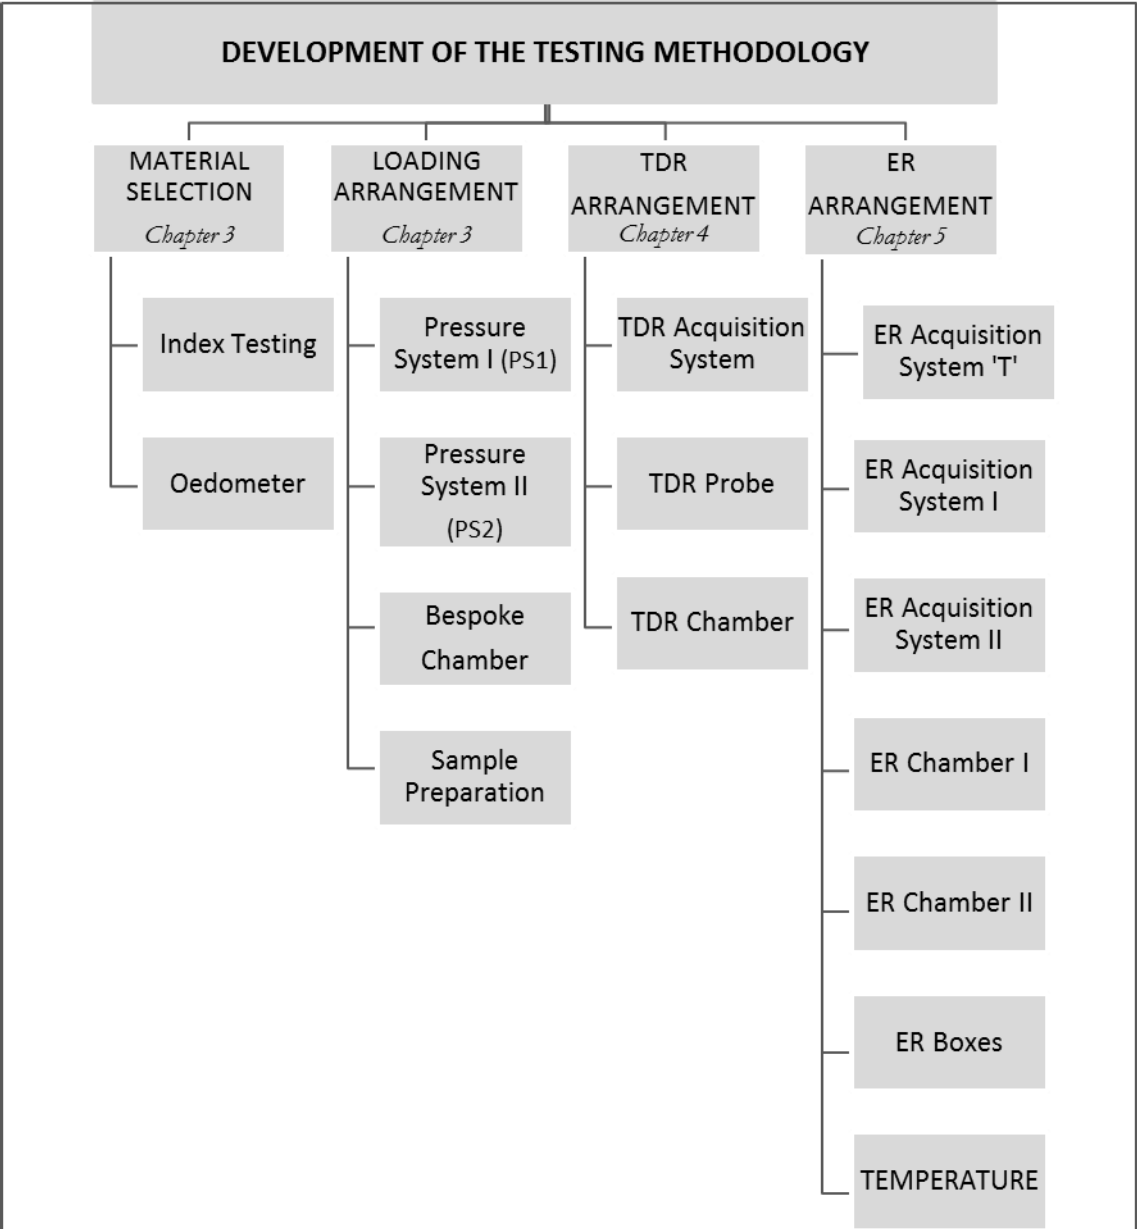 DEVELOPMENT OF THE TESTING METHODOLOGY
MATERIAL
SELECTION
Chapter 3
Index Testing
Oedometer
LOADING
ARRANGEMENT
Chapter 3
Pressure
System I (PS1)
Pressure
System II
(PS2)
Bespoke
Chamber
Sample
Preparation
TDR
ARRANGEMENT
Chapter 4
TDR Acquisition
System
TDR Probe
TDR Chamber
ER
ARRANGEMENT
Chapter 5
ER Acquisition
System 'T'
ER Acquisition
System I
ER Acquisition
System II
ER Chamber I
ER Chamber II
ER Boxes
TEMPERATURE